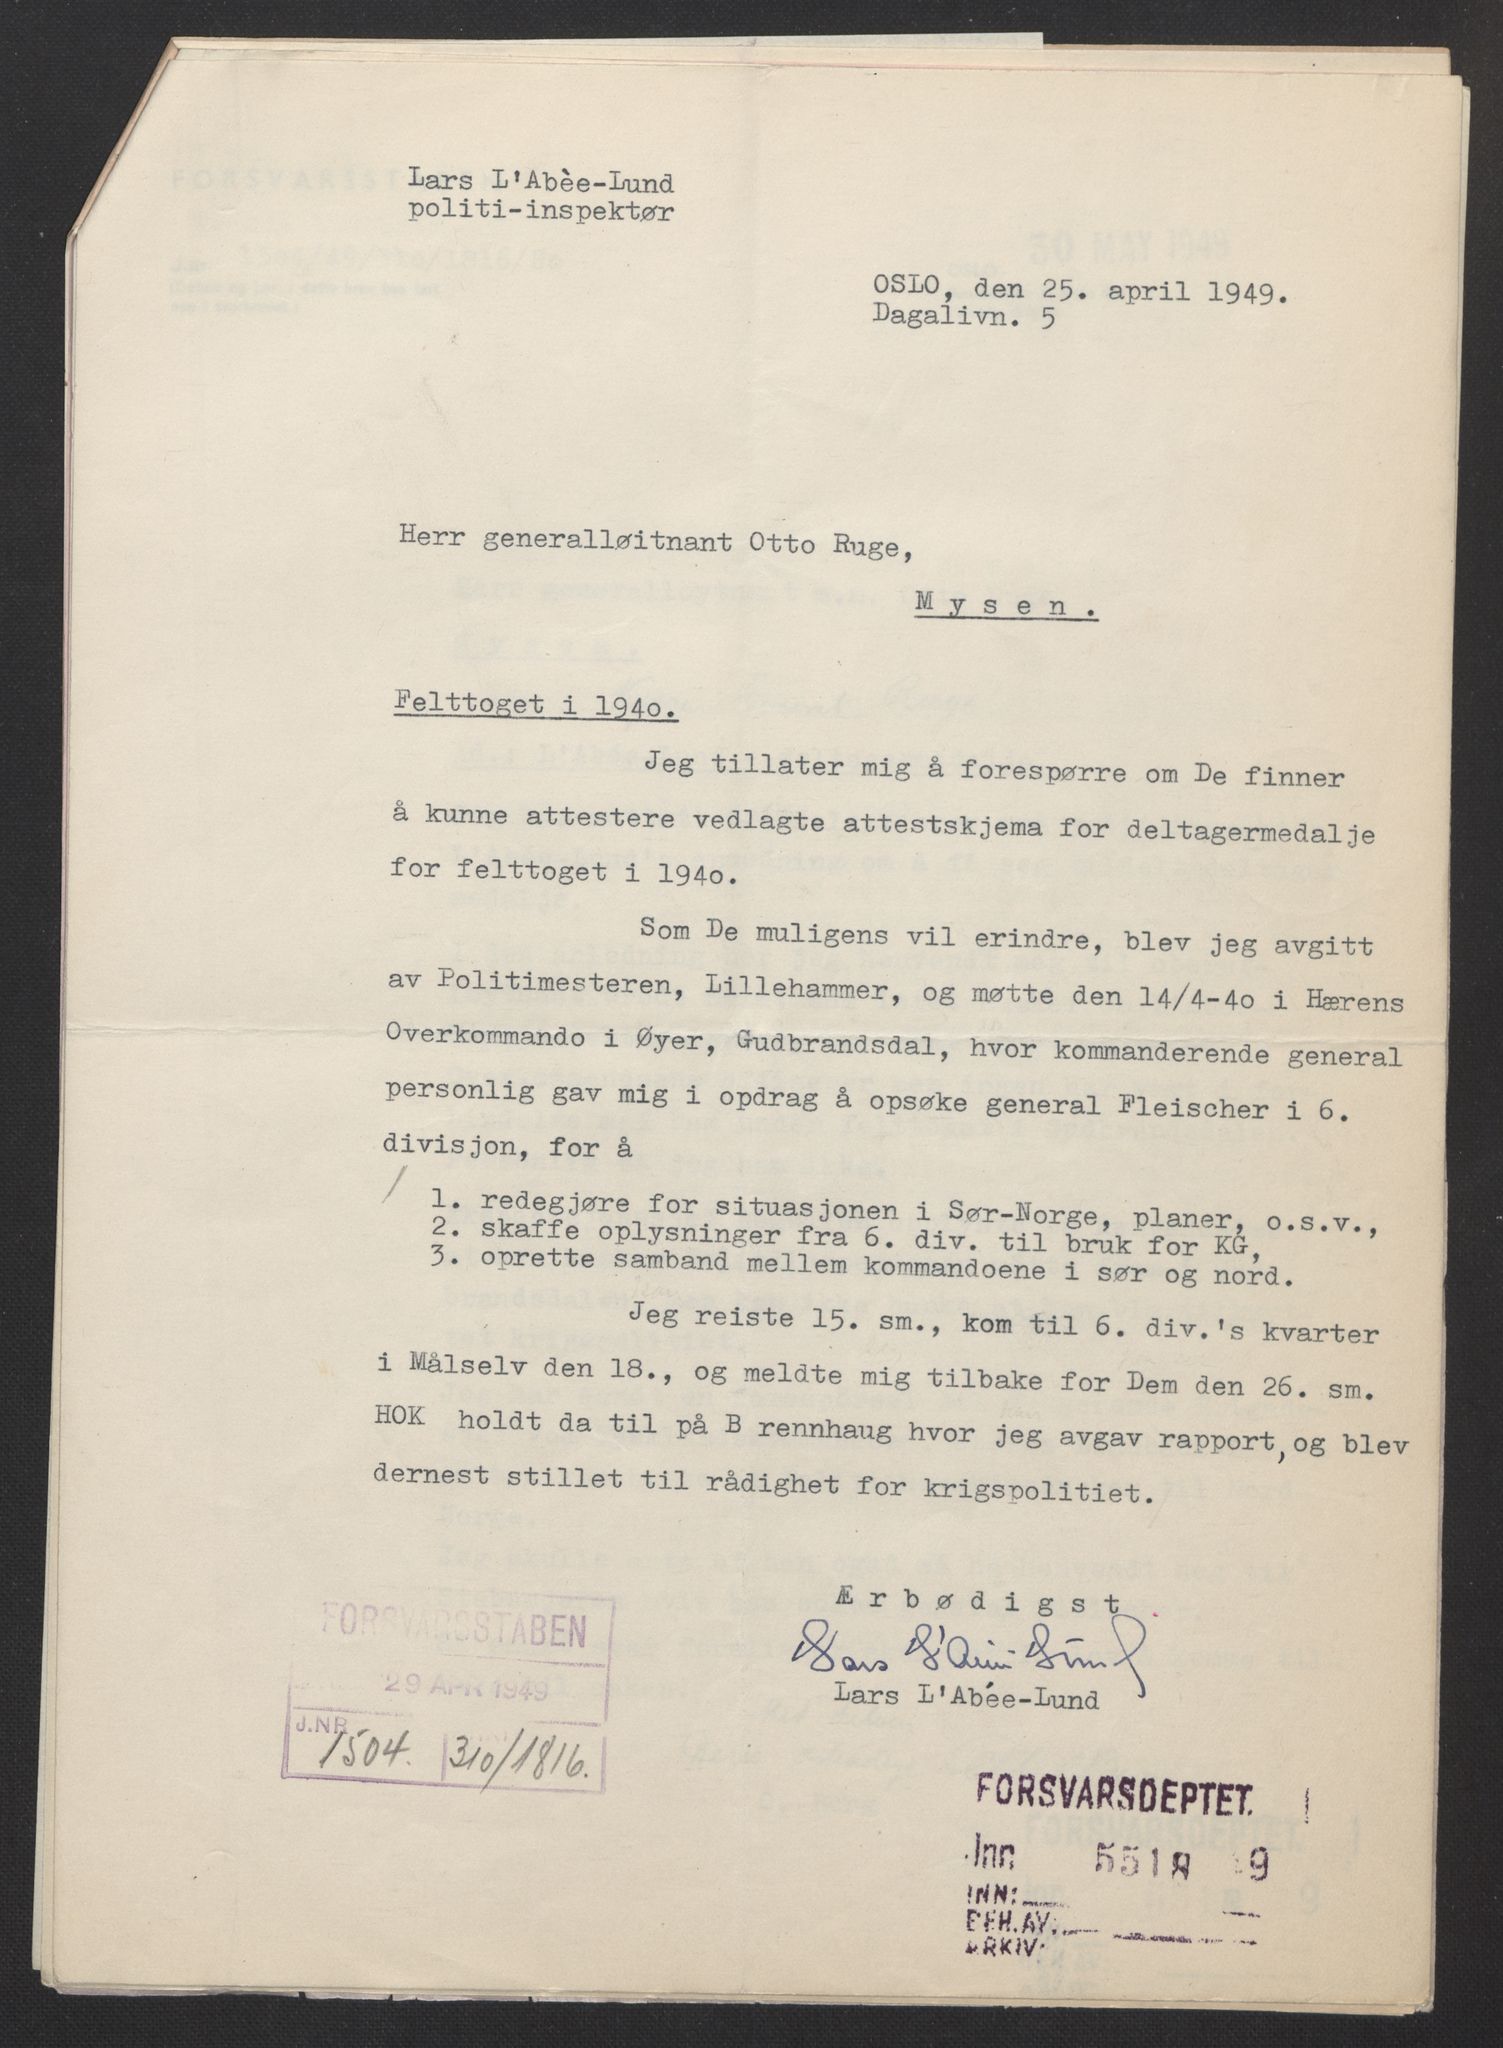 Lars L'Abèe-Lund
politi-inspektør
OSLO, den 25. april 1949.
Dagalivn. 5
Herr generalløitnant Otto Ruge,
M y s e n .
Felttoget i 194o.
Jeg tillater mig å forespørre om De finner
å kunne attestere vedlagte attestskjema for deltagermedalje
for felttoget i 194o.
Som De muligens vil erindre, blev jeg avgitt
av Politimesteren, Lillehammer, og møtte den 14/4-4o i Hærens
Overkommando i Øyer, Gudbrandsdal, hvor kommanderende general
personlig gav mig i opdrag å opsøke general Fleischer i 6.
divisjon, for å
1. redegjøre for situasjonen i Sør-Norge, planer, o.s.v.,
2. skaffe oplysninger fra 6. div. til bruk for KG,
3. oprette samband mellem kommandoene i sør og nord.
Jeg reiste 15. sm., kom til 6. div.'s kvarter
i Målselv den 18., og meldte mig tilbake for Dem den 26. sm.
HOK holdt da til på B rennhaug hvor jeg avgav rapport, og blev
dernest stillet til rådighet for krigspolitiet.
Æ r b ø d i g s t
Lars L'Abée-Lund
Lars L'Abée-Lund
FORSVARSSTABEN
29 APR 1949
J.NR
1504. 310/1816.
FORSVARSDEPTET.
Inn 551 9
INN:
BEH.AV:
ARKIV: